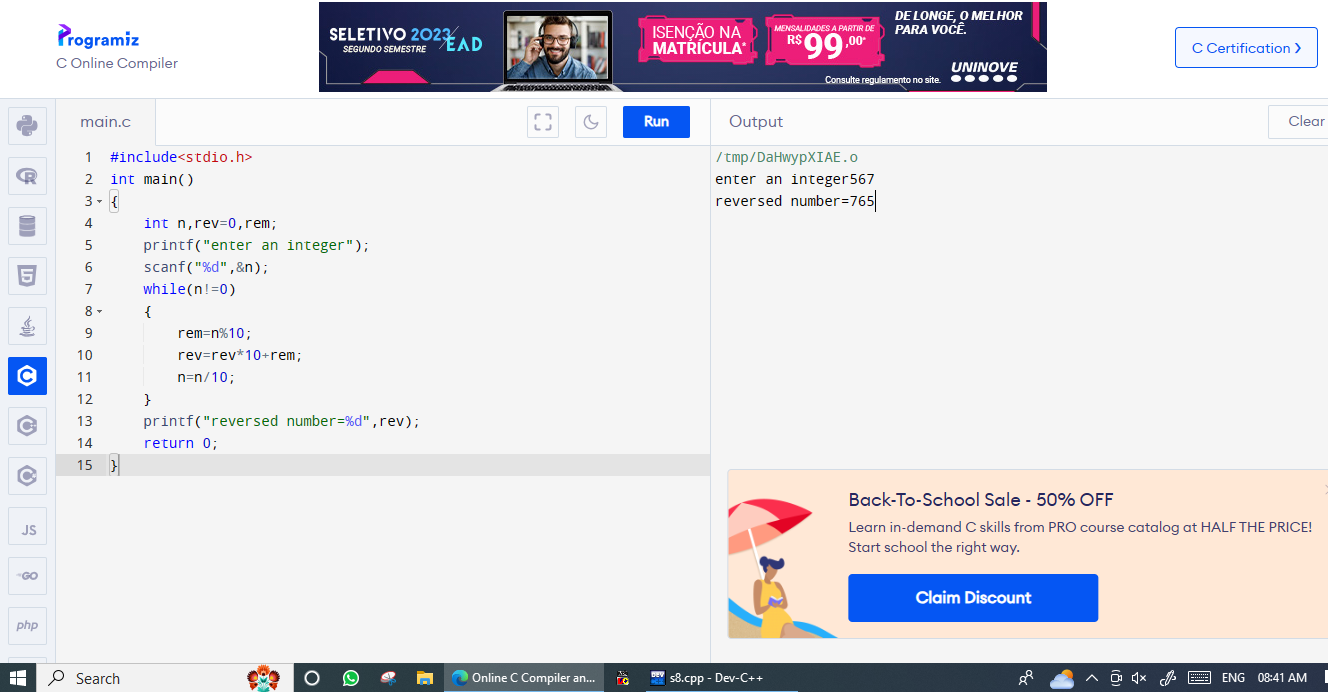 Programiz
C Online Compiler
SELETIVO 2023
SEGUNDO SEMESTRE
EAD
ISENÇÃO NA
MATRÍCULA*
MENSALIDADES A PARTIR DE
R$99,00*
DE LONGE, O MELHOR
PARA VOCÊ.
UNINOVE
Consulte regulamento no site.
C Certification >
main.c
Run
Output
Clear
1 #include<stdio.h>
2 int main()
3 {
4 int n,rev=0,rem;
5 printf("enter an integer");
6 scanf("%d",&n);
7 while(n!=0)
8 {
9 rem=n%10;
10 rev=rev*10+rem;
11 n=n/10;
12 }
13 printf("reversed number=%d",rev);
14 return 0;
15 }
/tmp/DaHwypXIAE.o
enter an integer567
reversed number=765
R
5
C
C
C
JS
GO
php
Back-To-School Sale - 50% OFF
Learn in-demand C skills from PRO course catalog at HALF THE PRICE!
Start school the right way.
Claim Discount
Search
Online C Compiler an...
DEV
s8.cpp - Dev-C++
ENG
08:41 AM